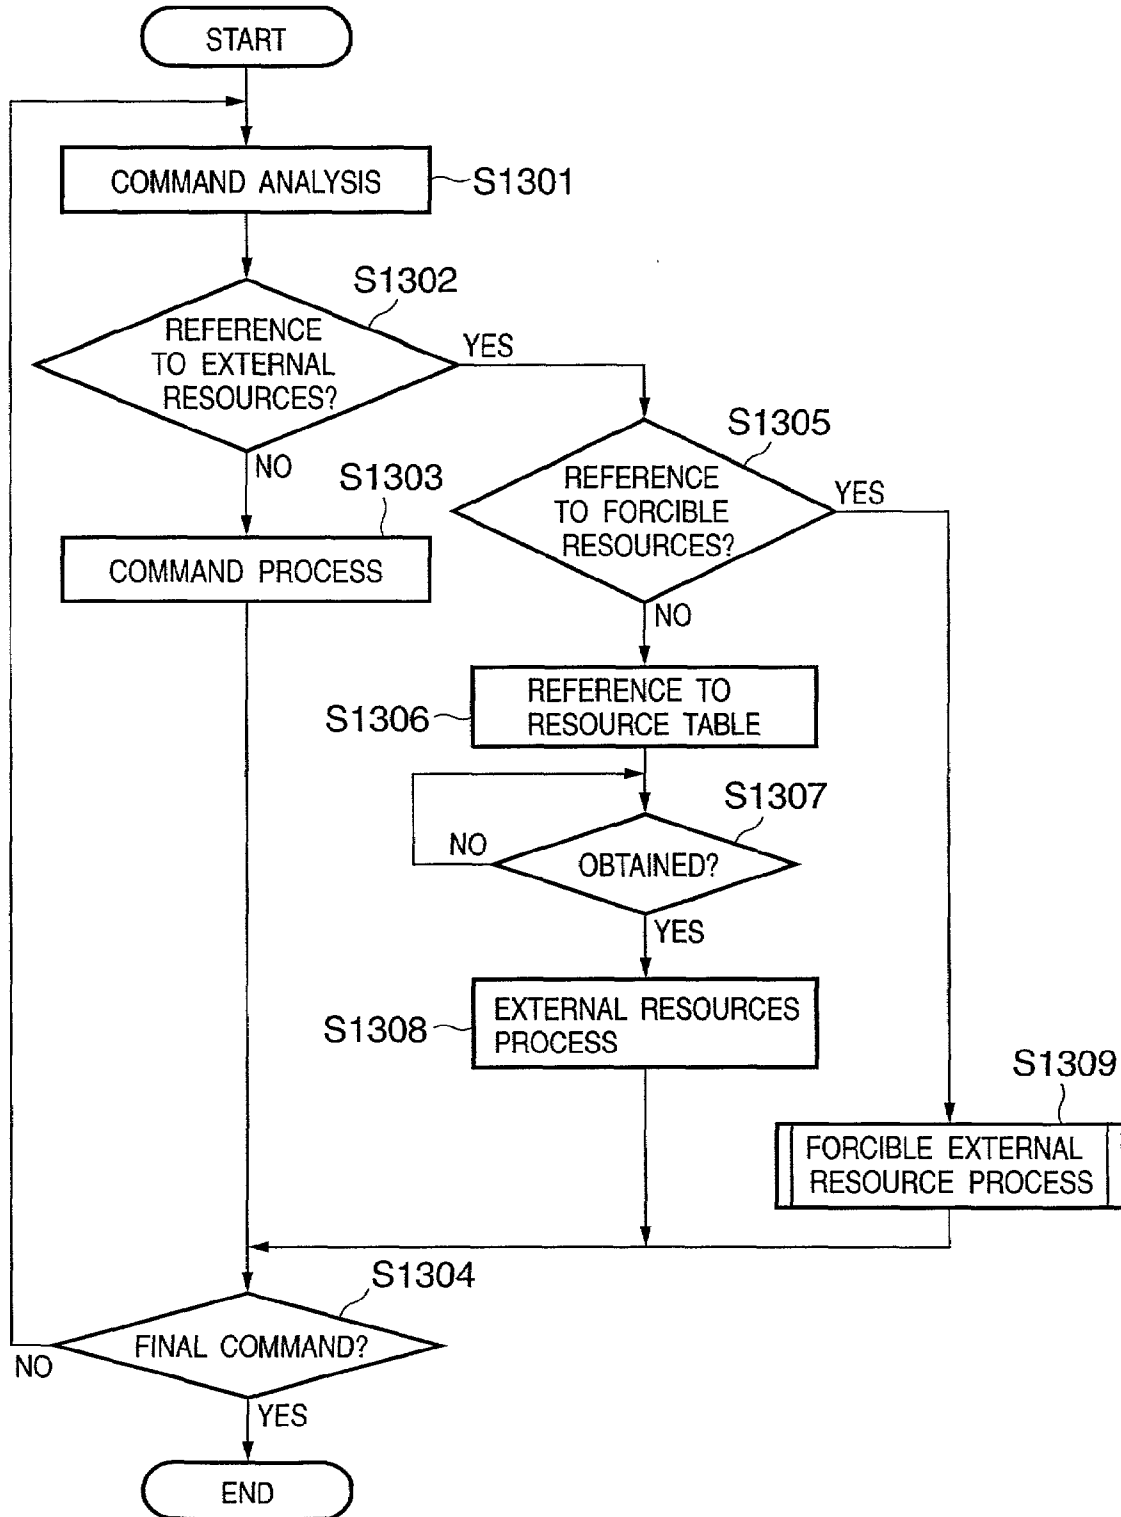 START
COMMAND ANALYSIS
S1301
S1302
REFERENCE
TO EXTERNAL
RESOURCES?
YES
NO
S1303
COMMAND PROCESS
S1305
REFERENCE
TO FORCIBLE
RESOURCES?
YES
NO
S1306
REFERENCE TO
RESOURCE TABLE
S1307
OBTAINED?
NO
YES
S1308
EXTERNAL RESOURCES
PROCESS
S1309
FORCIBLE EXTERNAL
RESOURCE PROCESS
S1304
FINAL COMMAND?
NO
YES
END